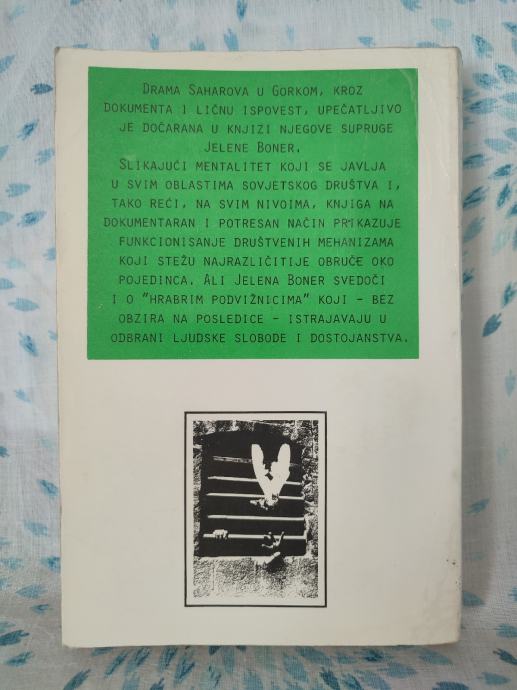 DRAMA SAHAROVA U GORKOM, KROZ
DOKUMENTA I LIČNU ISPOVEST, UPEČATLJIVO
JE DOČARANA U KNJIZI NJEGOVE SUPRUGE
JELENE BONER.
SLIKAJUĆI MENTALITET KOJI SE JAVLJA
U SVIM OBLASTIMA SOVJETSKOG DRUŠTVA I,
TAKO REĆI, NA SVIM NIVOIMA, KNJIGA NA
DOKUMENTARAN I POTRESAN NAČIN PRIKAZUJE
FUNKCIONISANJE DRUŠTVENIH MEHANIZAMA
KOJI STEŽU NAJRAZLIČITIJE OBRUČE OKO
POJEDINCA. ALI JELENA BONER SVEDOČI
I O "HRABRIM PODVIŽNICIMA" KOJI - BEZ
OBZIRA NA POSLEDICE - ISTRAJAVAJU U
ODBRANI LJUDSKE SLOBODE I DOSTOJANSTVA.